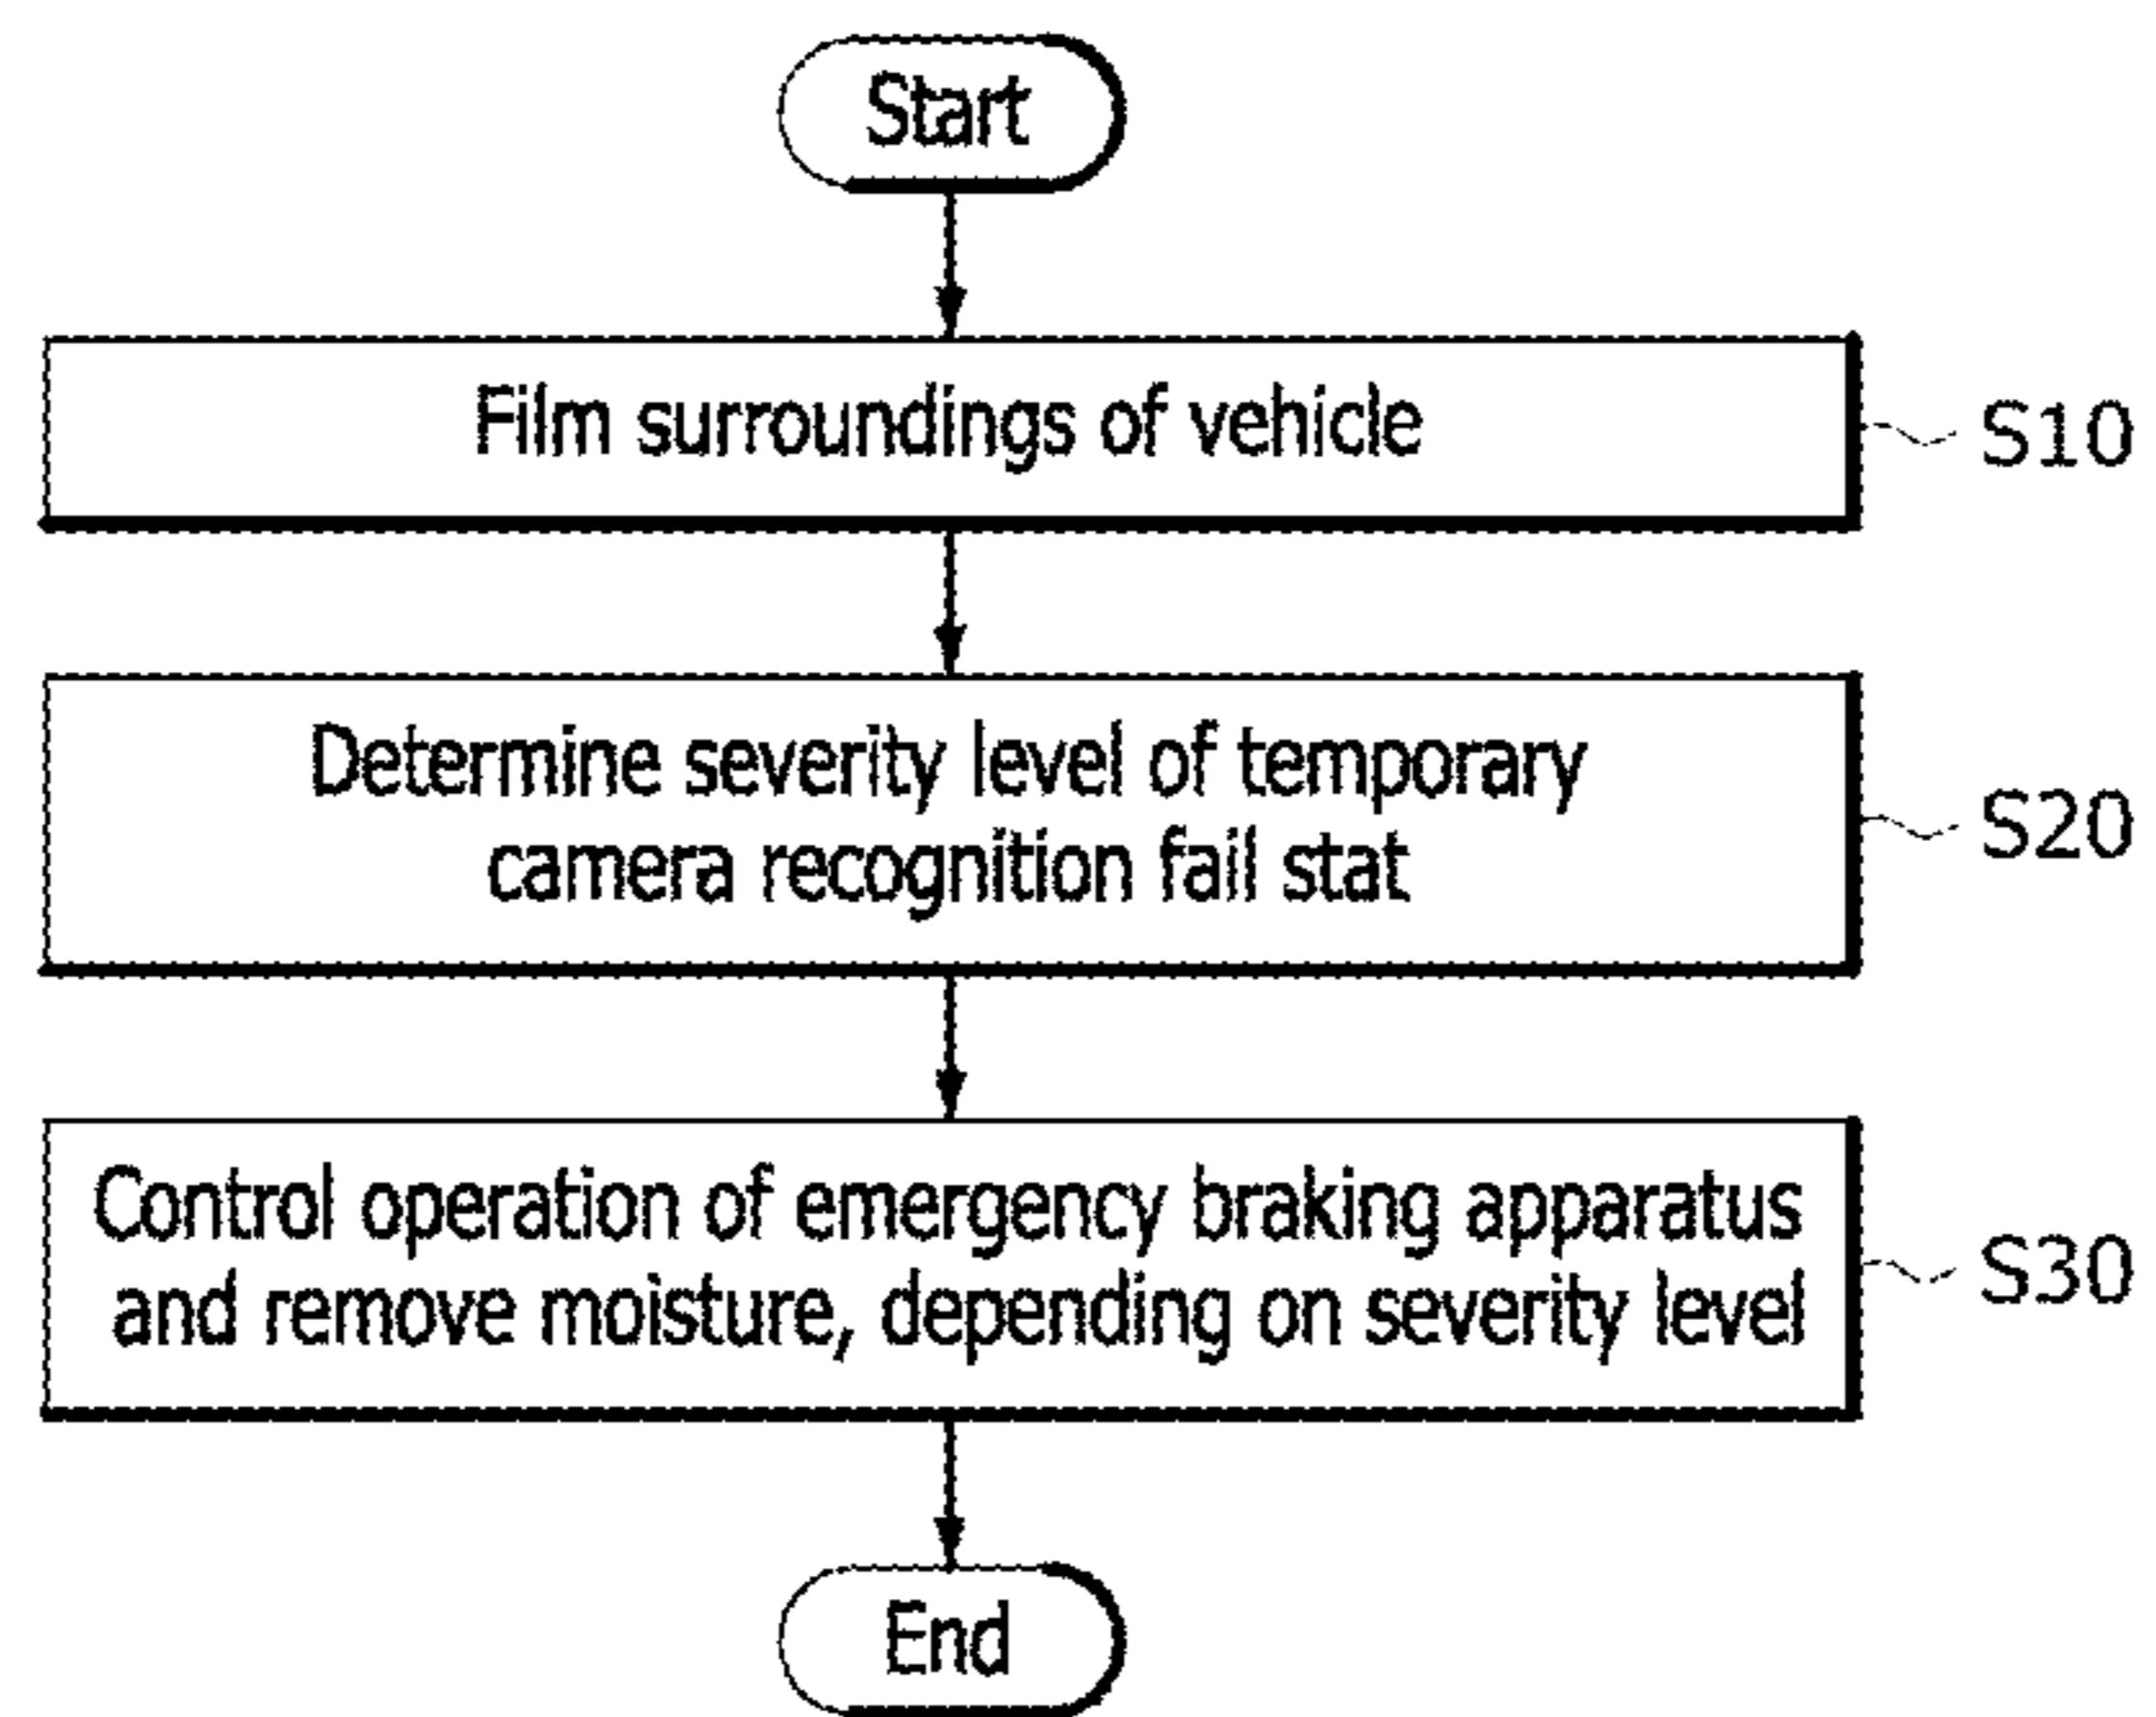 Start
Film surroundings of vehicle
S10
Determine severity level of temporary
camera recognition fail stat
S20
Control operation of emergency braking apparatus
and remove moisture, depending on severity level
S30
End